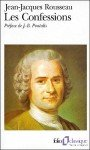 Jean-Jacques Rousseau
Les Confessions
Préface de J.-B. Pontalis
folio classique